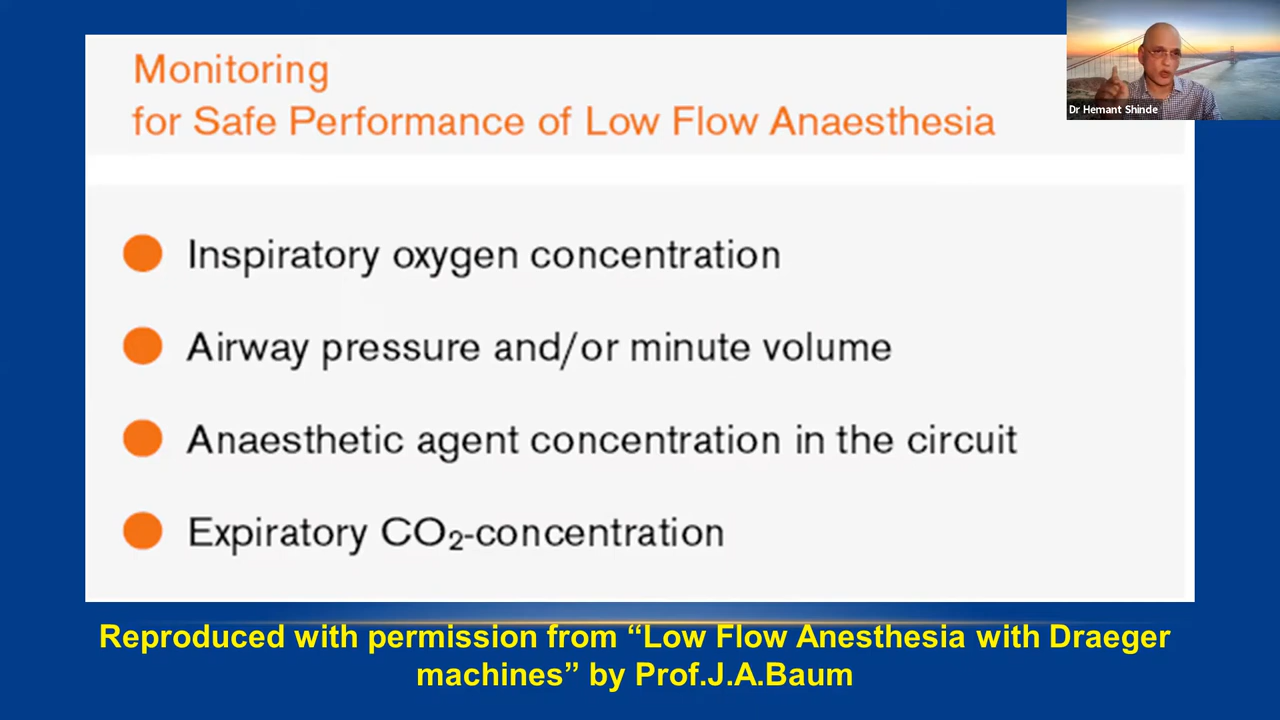 Monitoring
for Safe Performance of Low Flow Anaesthesia
Dr Hemant Shinde
Inspiratory oxygen concentration
Airway pressure and/or minute volume
Anaesthetic agent concentration in the circuit
Expiratory CO₂-concentration
Reproduced with permission from “Low Flow Anesthesia with Draeger
machines” by Prof.J.A.Baum